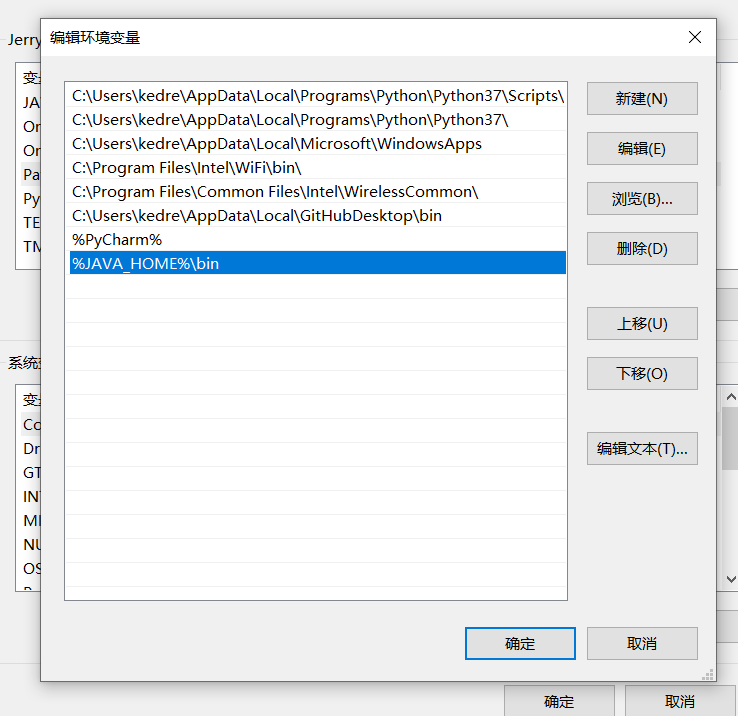 编辑环境变量
Jerry
C:\Users\kedre\AppData\Local\Programs\Python\Python37\Scripts\
C:\Users\kedre\AppData\Local\Programs\Python\Python37\
C:\Users\kedre\AppData\Local\Microsoft\WindowsApps
C:\Program Files\Intel\WiFi\bin\
C:\Program Files\Common Files\Intel\WirelessCommon\
C:\Users\kedre\AppData\Local\GitHubDesktop\bin
%PyCharm%
%JAVA_HOME%\bin
新建(N)
编辑(E)
浏览(B)...
删除(D)
上移(U)
下移(O)
编辑文本(T)...
确定
取消
变
JA
On
On
Pa
Py
TE
TM
系统
变
Co
Dr
GT
IN
NU
OS
确定
取消